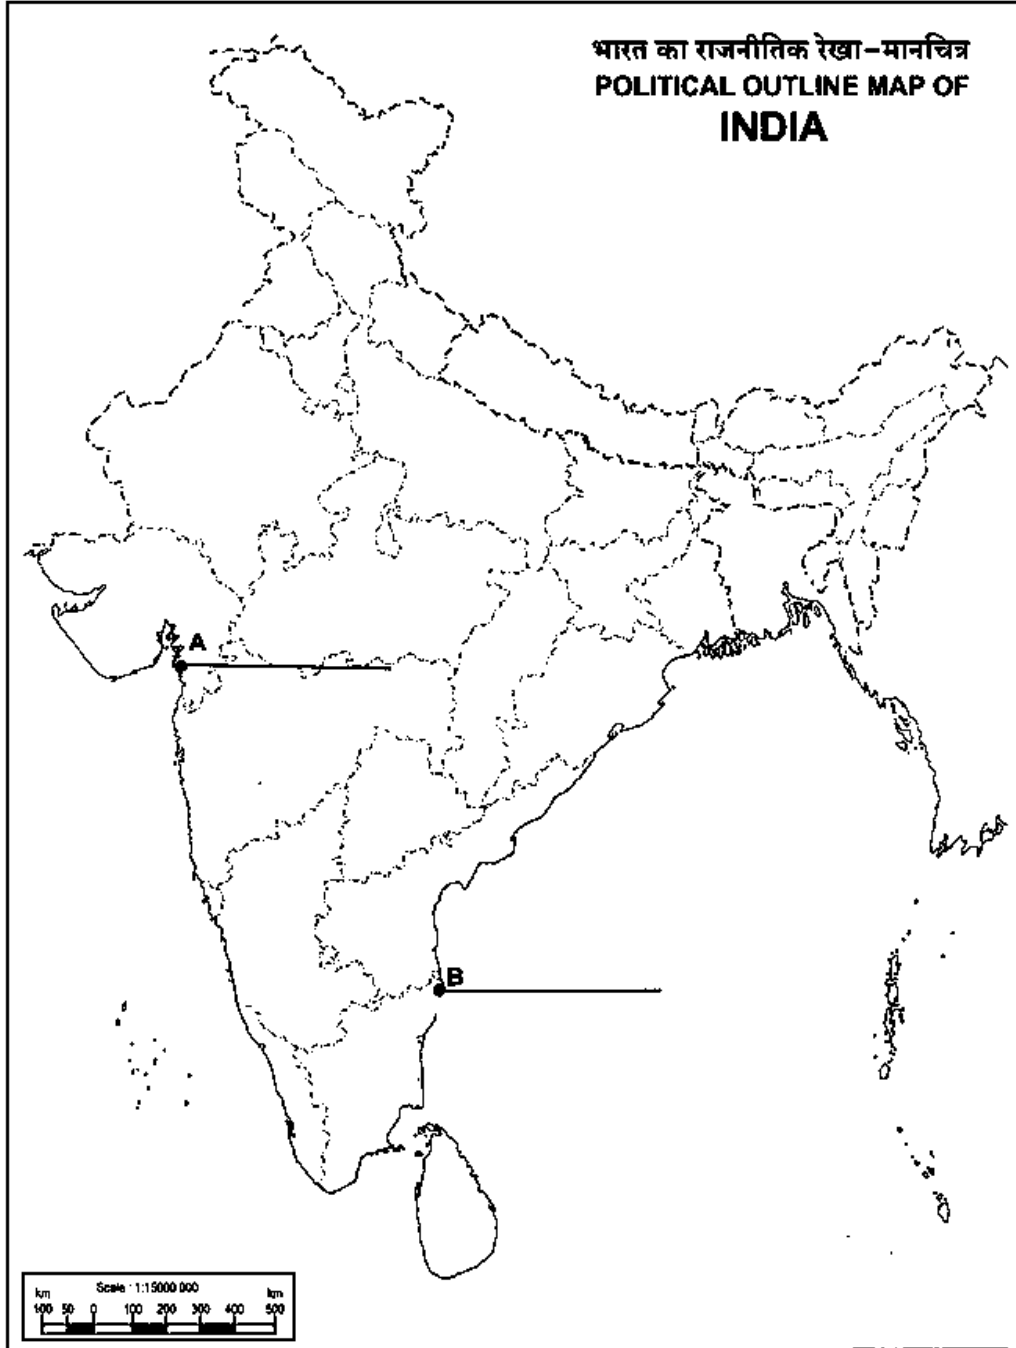 भारत का राजनीतिक रेखा-मानचित्र
POLITICAL OUTLINE MAP OF
INDIA
A
B
Scale : 1:15000 000
km km
100 50 0 100 200 300 400 500